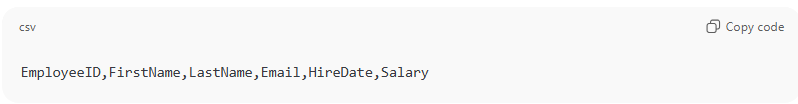 csv
Copy code
EmployeeID,FirstName,LastName,Email,HireDate,Salary